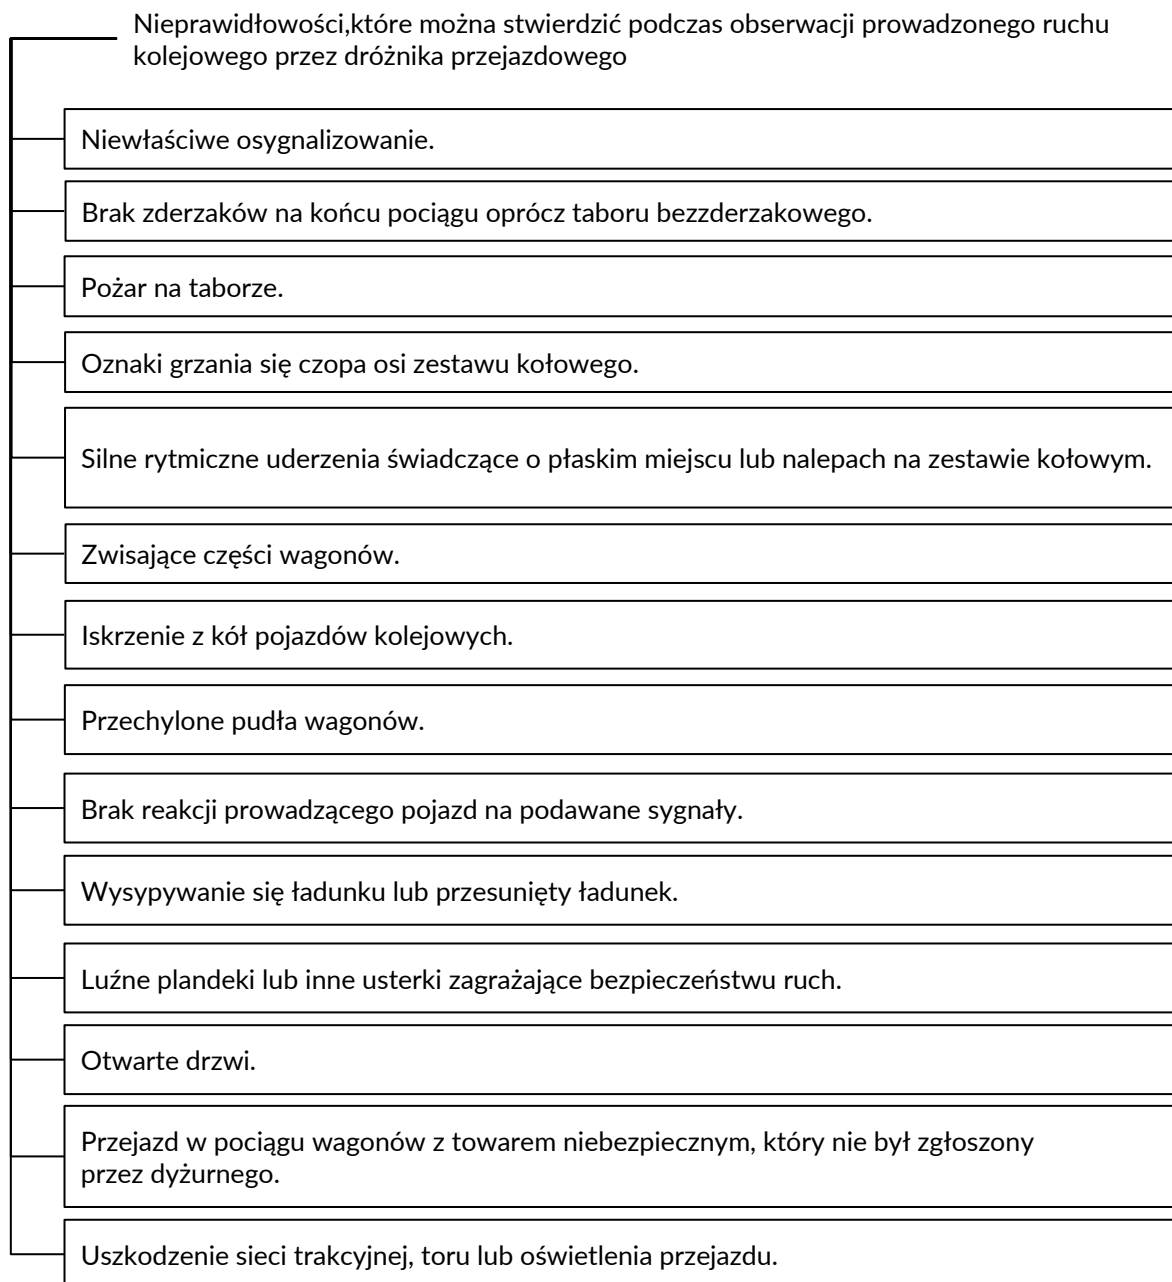 Nieprawidłowości,które można stwierdzić podczas obserwacji prowadzonego ruchu
kolejowego przez dróżnika przejazdowego
Niewłaściwe osygnalizowanie.
Brak zderzaków na końcu pociągu oprócz taboru bezzderzakowego.
Pożar na taborze.
Oznaki grzania się czopa osi zestawu kołowego.
Silne rytmiczne uderzenia świadczące o płaskim miejscu lub nalepach na zestawie kołowym.
Zwisające części wagonów.
Iskrzenie z kół pojazdów kolejowych.
Przechylone pudła wagonów.
Brak reakcji prowadzącego pojazd na podawane sygnały.
Wysypywanie się ładunku lub przesunięty ładunek.
Luźne plandeki lub inne usterki zagrażające bezpieczeństwu ruch.
Otwarte drzwi.
Przejazd w pociągu wagonów z towarem niebezpiecznym, który nie był zgłoszony
przez dyżurnego.
Uszkodzenie sieci trakcyjnej, toru lub oświetlenia przejazdu.